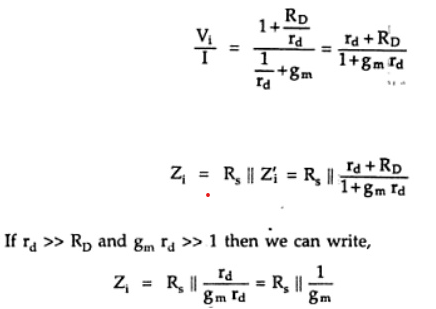 V_i / I = (1 + R_D / r_d) / (1 / r_d + g_m) = (r_d + R_D) / (1 + g_m r_d)
Z_i = R_s || Z'_i = R_s || (r_d + R_D) / (1 + g_m r_d)
If r_d >> R_D and g_m r_d >> 1 then we can write,
Z_i = R_s || r_d / (g_m r_d) = R_s || 1 / g_m